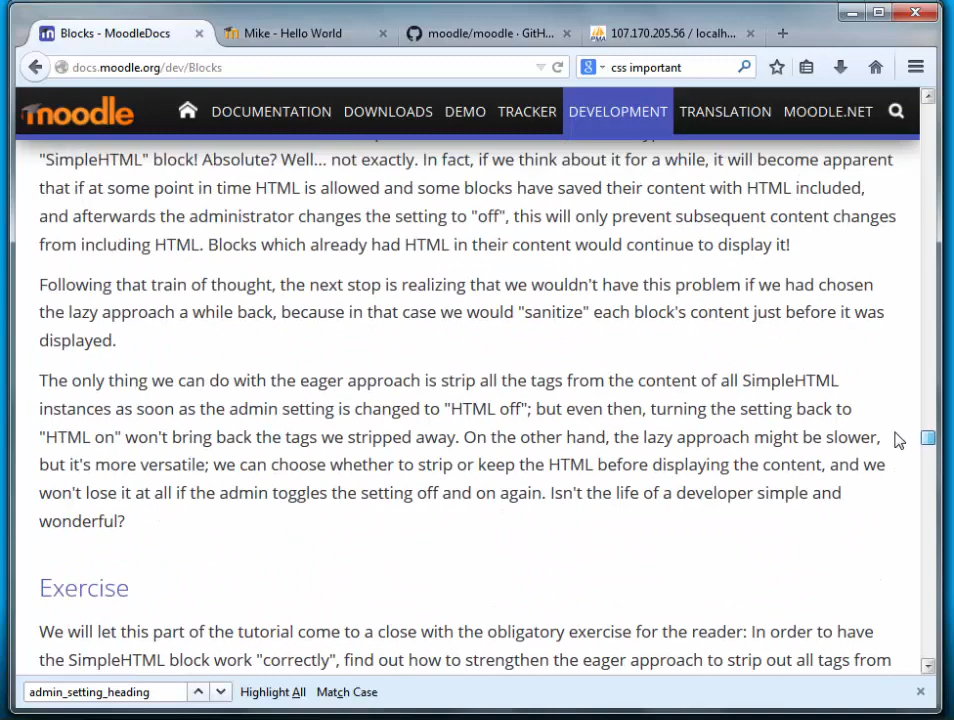 Blocks - MoodleDocs
Mike - Hello World
moodle/moodle · GitH...
107.170.205.56 / localh...
docs.moodle.org/dev/Blocks
css important
moodle
DOCUMENTATION
DOWNLOADS
DEMO
TRACKER
DEVELOPMENT
TRANSLATION
MOODLE.NET
"SimpleHTML" block! Absolute? Well... not exactly. In fact, if we think about it for a while, it will become apparent
that if at some point in time HTML is allowed and some blocks have saved their content with HTML included,
and afterwards the administrator changes the setting to "off", this will only prevent subsequent content changes
from including HTML. Blocks which already had HTML in their content would continue to display it!
Following that train of thought, the next stop is realizing that we wouldn't have this problem if we had chosen
the lazy approach a while back, because in that case we would "sanitize" each block's content just before it was
displayed.
The only thing we can do with the eager approach is strip all the tags from the content of all SimpleHTML
instances as soon as the admin setting is changed to "HTML off"; but even then, turning the setting back to
"HTML on" won't bring back the tags we stripped away. On the other hand, the lazy approach might be slower,
but it's more versatile; we can choose whether to strip or keep the HTML before displaying the content, and we
won't lose it at all if the admin toggles the setting off and on again. Isn't the life of a developer simple and
wonderful?
Exercise
We will let this part of the tutorial come to a close with the obligatory exercise for the reader: In order to have
the SimpleHTML block work "correctly", find out how to strengthen the eager approach to strip out all tags from
admin_setting_heading
Highlight All
Match Case